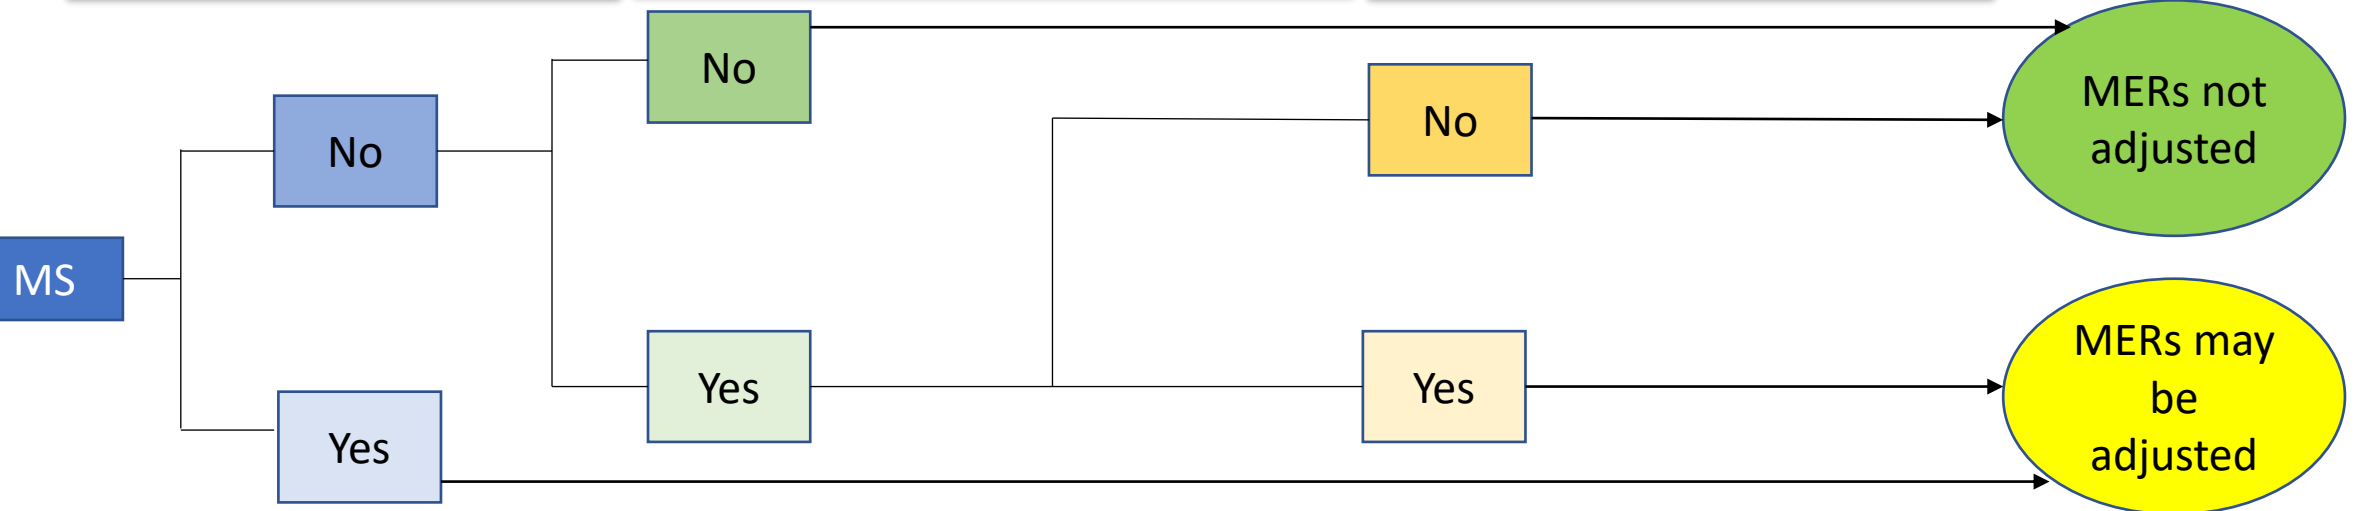 No
No
MERs not
adjusted
No
MS
Yes
Yes
MERs may
be
adjusted
Yes